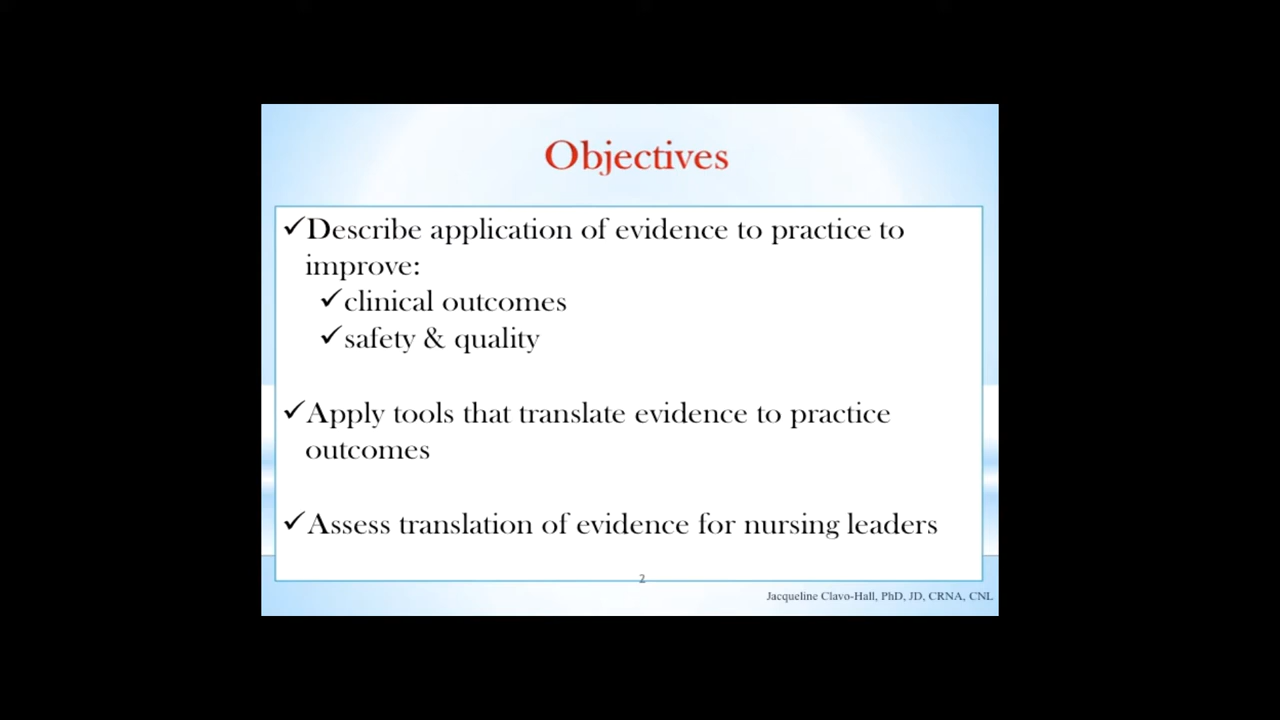 Objectives
✓Describe application of evidence to practice to
improve:
✓clinical outcomes
✓safety & quality
✓Apply tools that translate evidence to practice
outcomes
✓Assess translation of evidence for nursing leaders
2
Jacqueline Clavo-Hall, PhD, JD, CRNA, CNL